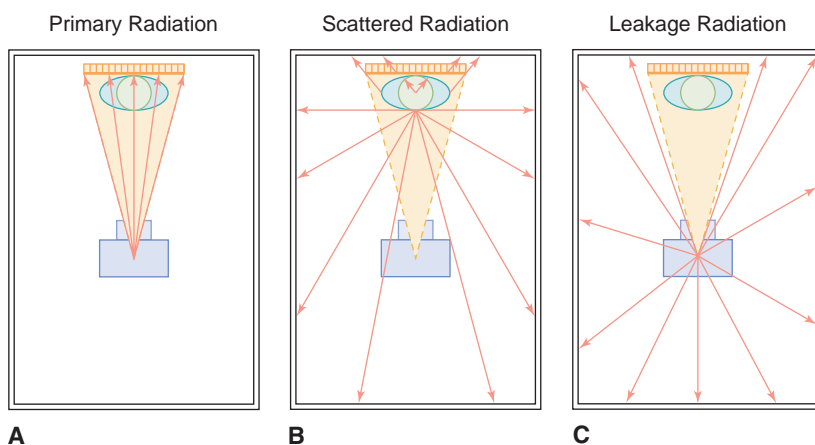 Primary Radiation
Scattered Radiation
Leakage Radiation
A
B
C